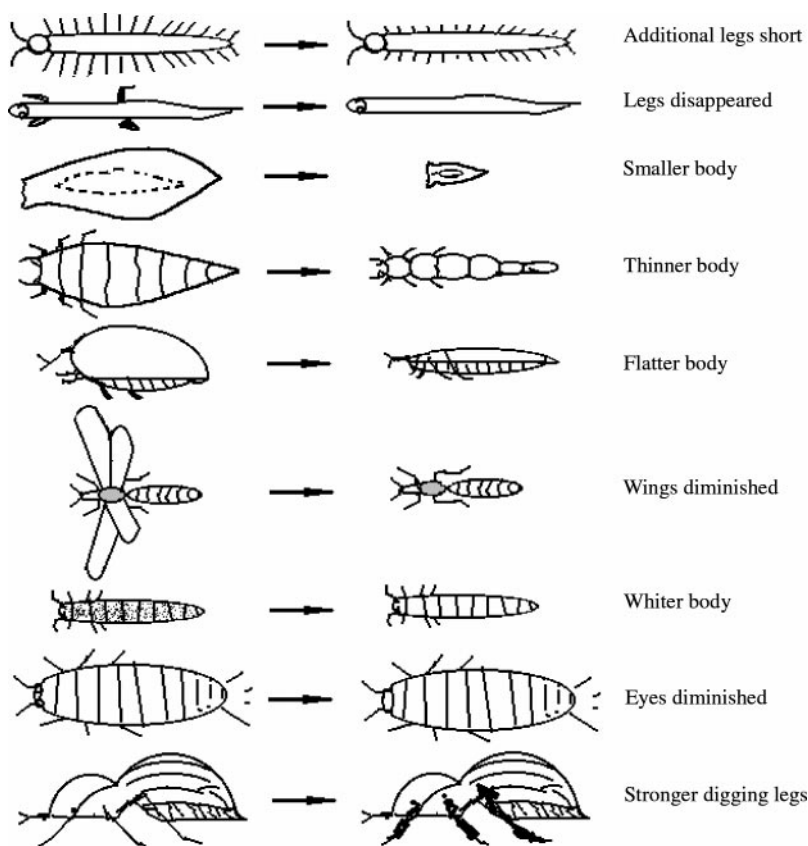 Additional legs short
Legs disappeared
Smaller body
Thinner body
Flatter body
Wings diminished
Whiter body
Eyes diminished
Stronger digging legs